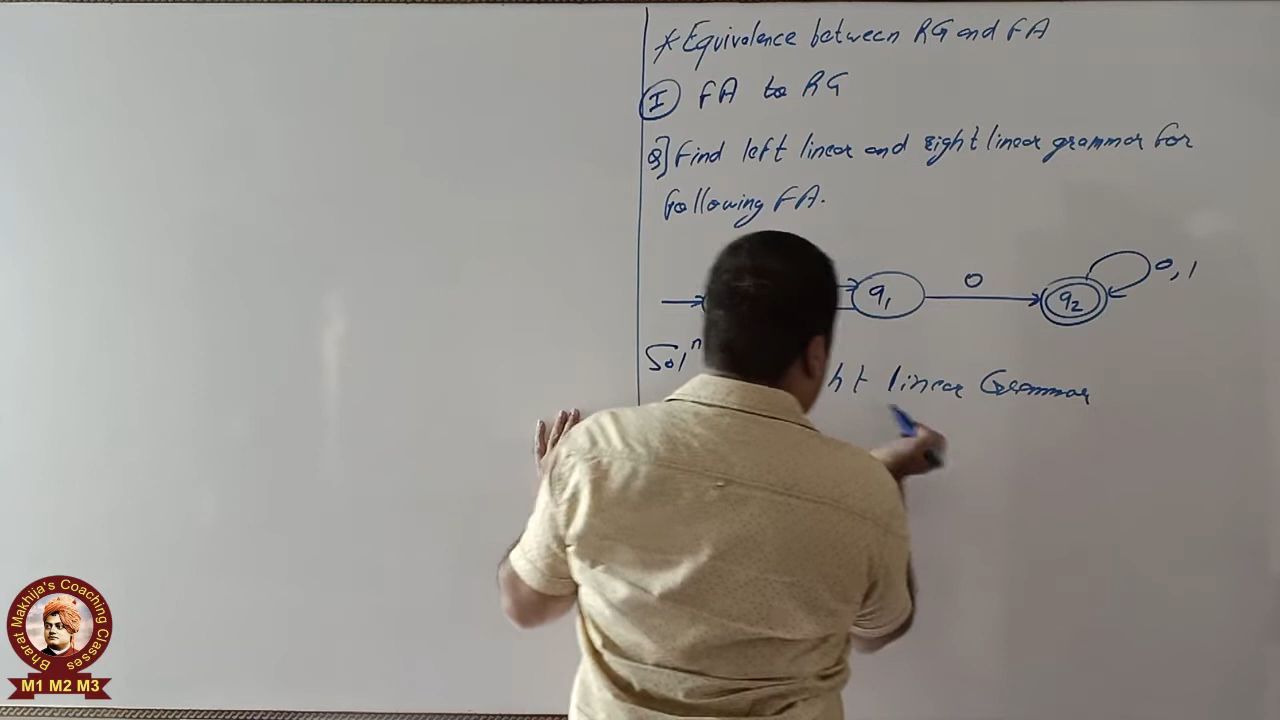 * Equivalence between RG and FA
I FA to RG
Q] Find left linear and right linear grammar for
following FA.
q1 0 q2 0,1
Sol^n
ht linear Grammar
Bharat Makhija's Coaching Classes
M1 M2 M3